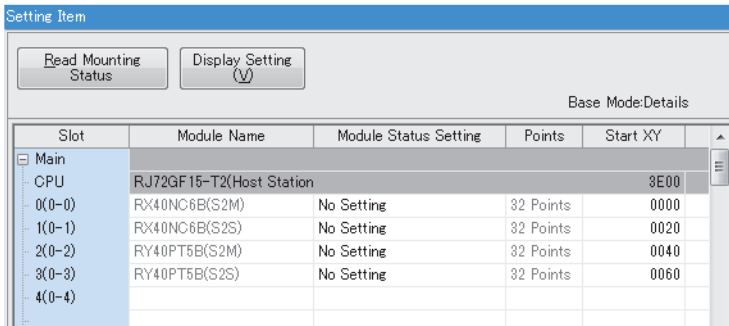 Setting Item
Read Mounting
Status
Display Setting
(V)
Base Mode:Details
Slot Module Name Module Status Setting Points Start XY
Main
CPU RJ72GF15-T2(Host Station 3E00
0(0-0) RX40NC6B(S2M) No Setting 32 Points 0000
1(0-1) RX40NC6B(S2S) No Setting 32 Points 0020
2(0-2) RY40PT5B(S2M) No Setting 32 Points 0040
3(0-3) RY40PT5B(S2S) No Setting 32 Points 0060
4(0-4)